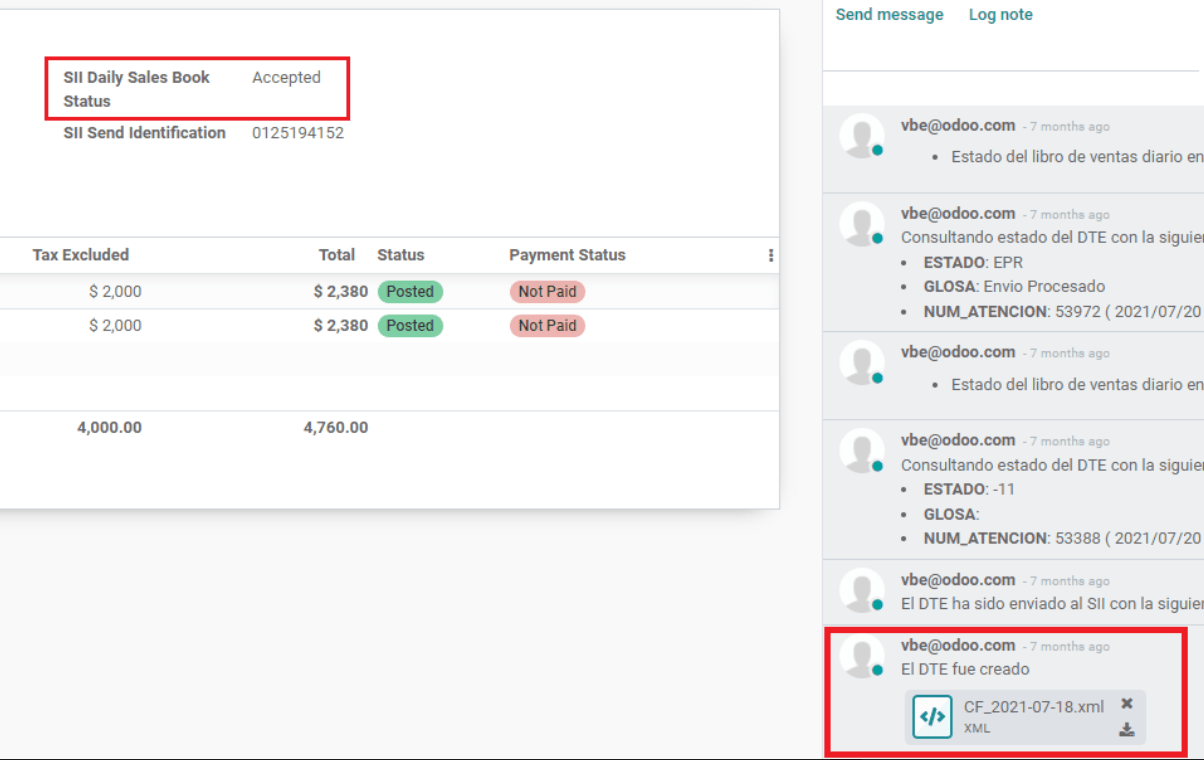 SII Daily Sales Book Status Accepted
SII Send Identification 0125194152
Tax Excluded Total Status Payment Status
$ 2,000 $ 2,380 Posted Not Paid
$ 2,000 $ 2,380 Posted Not Paid
4,000.00 4,760.00
Send message Log note
vbe@odoo.com - 7 months ago
• Estado del libro de ventas diario en
vbe@odoo.com - 7 months ago
Consultando estado del DTE con la siguie
• ESTADO: EPR
• GLOSA: Envio Procesado
• NUM_ATENCION: 53972 ( 2021/07/20
vbe@odoo.com - 7 months ago
• Estado del libro de ventas diario en
vbe@odoo.com - 7 months ago
Consultando estado del DTE con la siguie
• ESTADO: -11
• GLOSA:
• NUM_ATENCION: 53388 ( 2021/07/20
vbe@odoo.com - 7 months ago
El DTE ha sido enviado al SII con la siguie
vbe@odoo.com - 7 months ago
El DTE fue creado
CF_2021-07-18.xml
XML